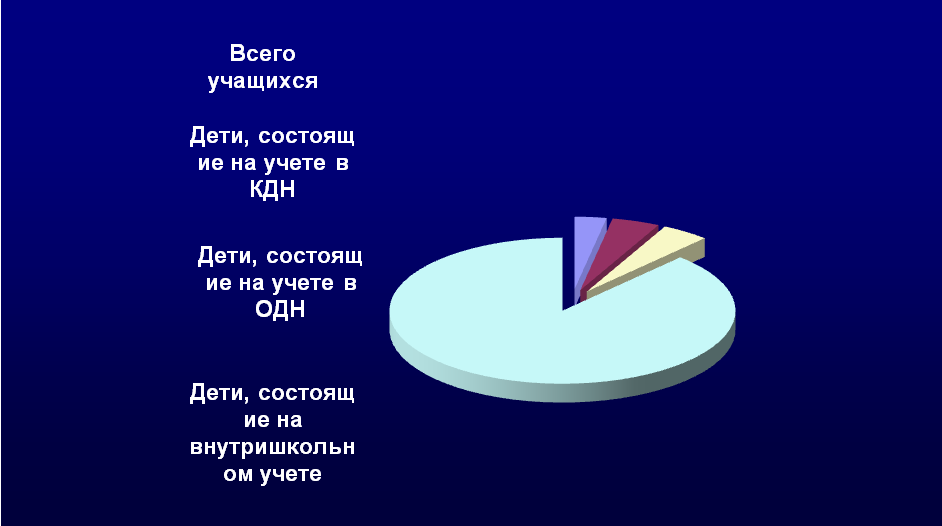 Всего
учащихся
Дети, состоящ
ие на учете в
КДН
Дети, состоящ
ие на учете в
ОДН
Дети, состоящ
ие на
внутришкольн
ом учете